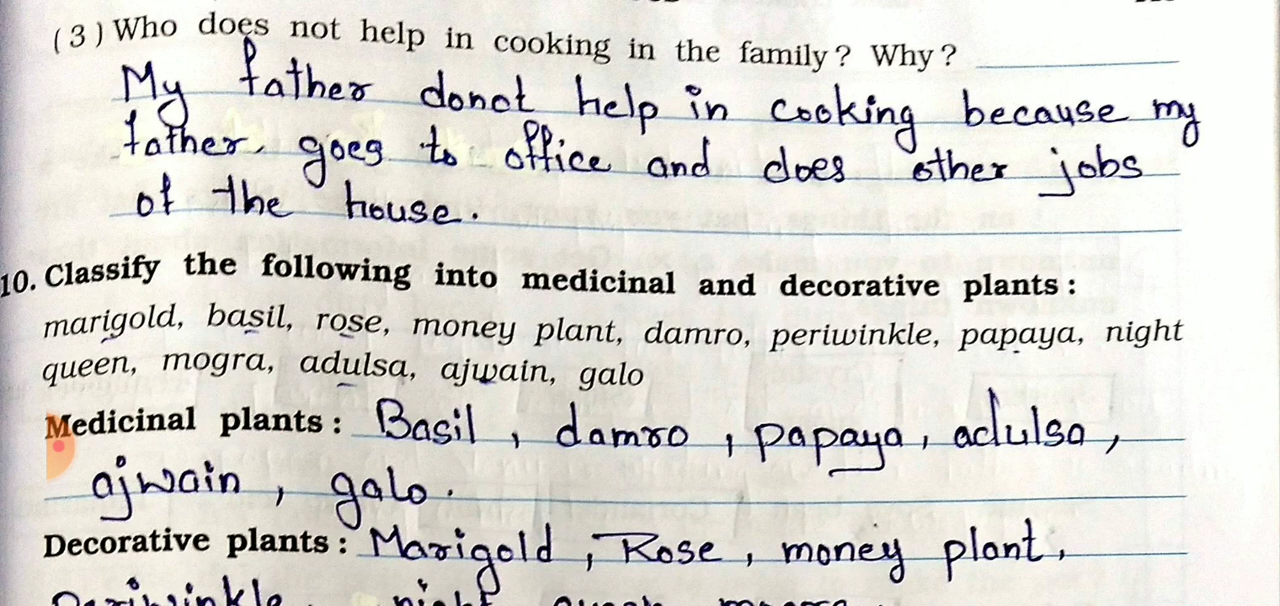 (3) Who does not help in cooking in the family? Why?
My father donot help in cooking because my
father goes to office and does other jobs
of the house.
10. Classify the following into medicinal and decorative plants :
marigold, basil, rose, money plant, damro, periwinkle, papaya, night
queen, mogra, adulsa, ajwain, galo
Medicinal plants : Basil, damro, papaya, adulsa,
ajwain, galo.
Decorative plants : Marigold, Rose, money plant,
Periwinkle, night queen